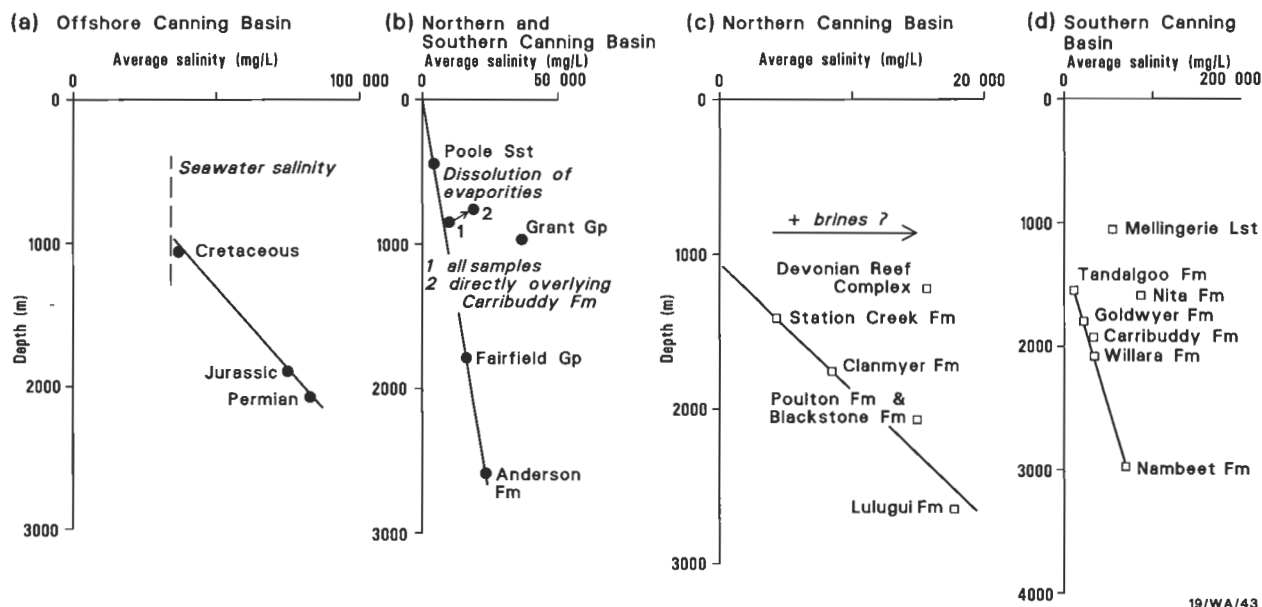 (a) Offshore Canning Basin
Average salinity (mg/L)
0
100 000
0
1000
2000
3000
Depth (m)
Seawater salinity
Cretaceous
Jurassic
Permian
(b) Northern and
Southern Canning Basin
Average salinity (mg/L)
0
50 000
0
1000
2000
3000
Poole Sst
Dissolution of
evaporities
1
2
Grant Gp
1 all samples
2 directly overlying
Carribuddy Fm
Fairfield Gp
Anderson
Fm
(c) Northern Canning Basin
Average salinity (mg/L)
0
20 000
0
1000
2000
3000
Depth (m)
+ brines ?
Devonian Reef
Complex
Station Creek Fm
Clanmyer Fm
Poulton Fm &
Blackstone Fm
Lulugui Fm
(d) Southern Canning
Basin
Average salinity (mg/L)
0
200 000
0
1000
2000
3000
4000
Mellingerie Lst
Tandalgoo Fm
Nita Fm
Goldwyer Fm
Carribuddy Fm
Willara Fm
Nambeet Fm
19/WA/43